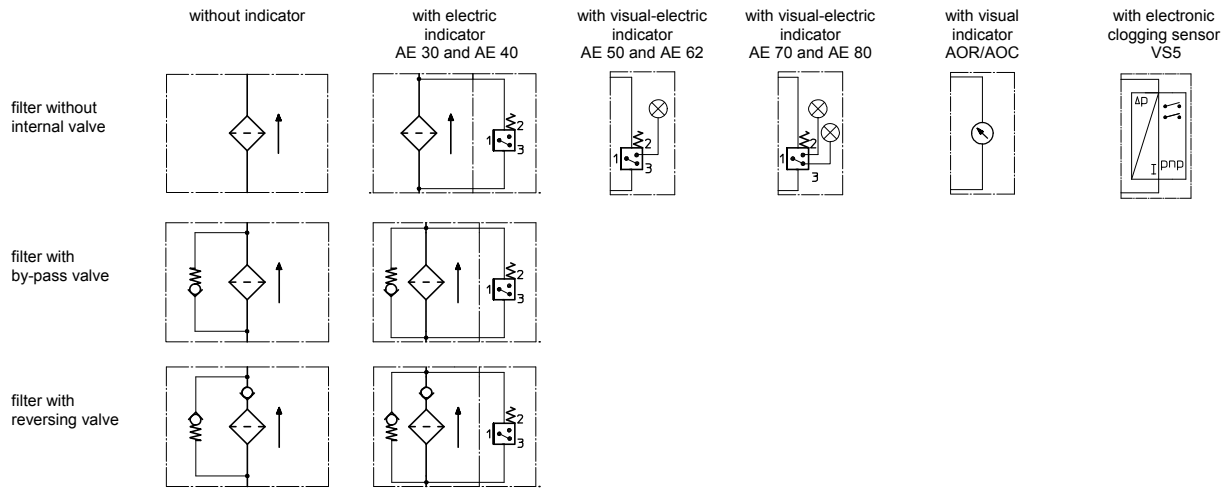 without indicator
with electric
indicator
AE 30 and AE 40
with visual-electric
indicator
AE 50 and AE 62
with visual-electric
indicator
AE 70 and AE 80
with visual
indicator
AOR/AOC
with electronic
clogging sensor
VS5
filter without
internal valve
1 2 3
1 2 3
1 2 3
Δp
I pnp
filter with
by-pass valve
1 2 3
filter with
reversing valve
1 2 3